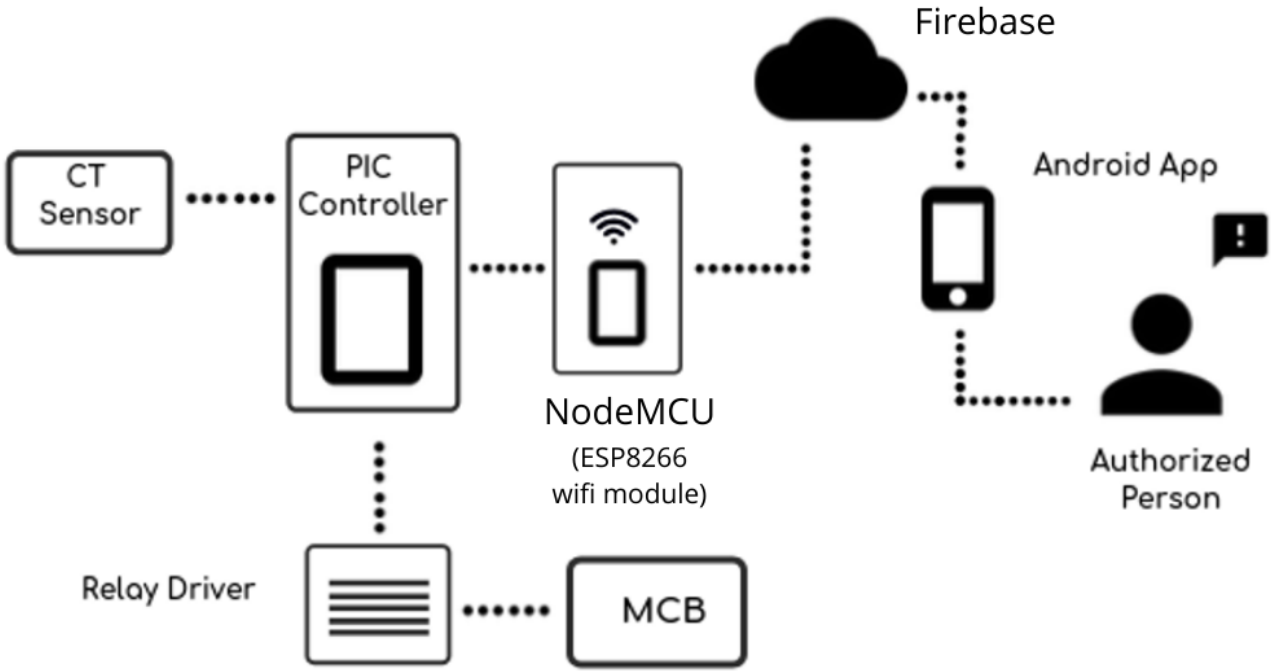 Firebase
CT
Sensor
PIC
Controller
Android App
!
NodeMCU
(ESP8266
wifi module)
Authorized
Person
Relay Driver
MCB